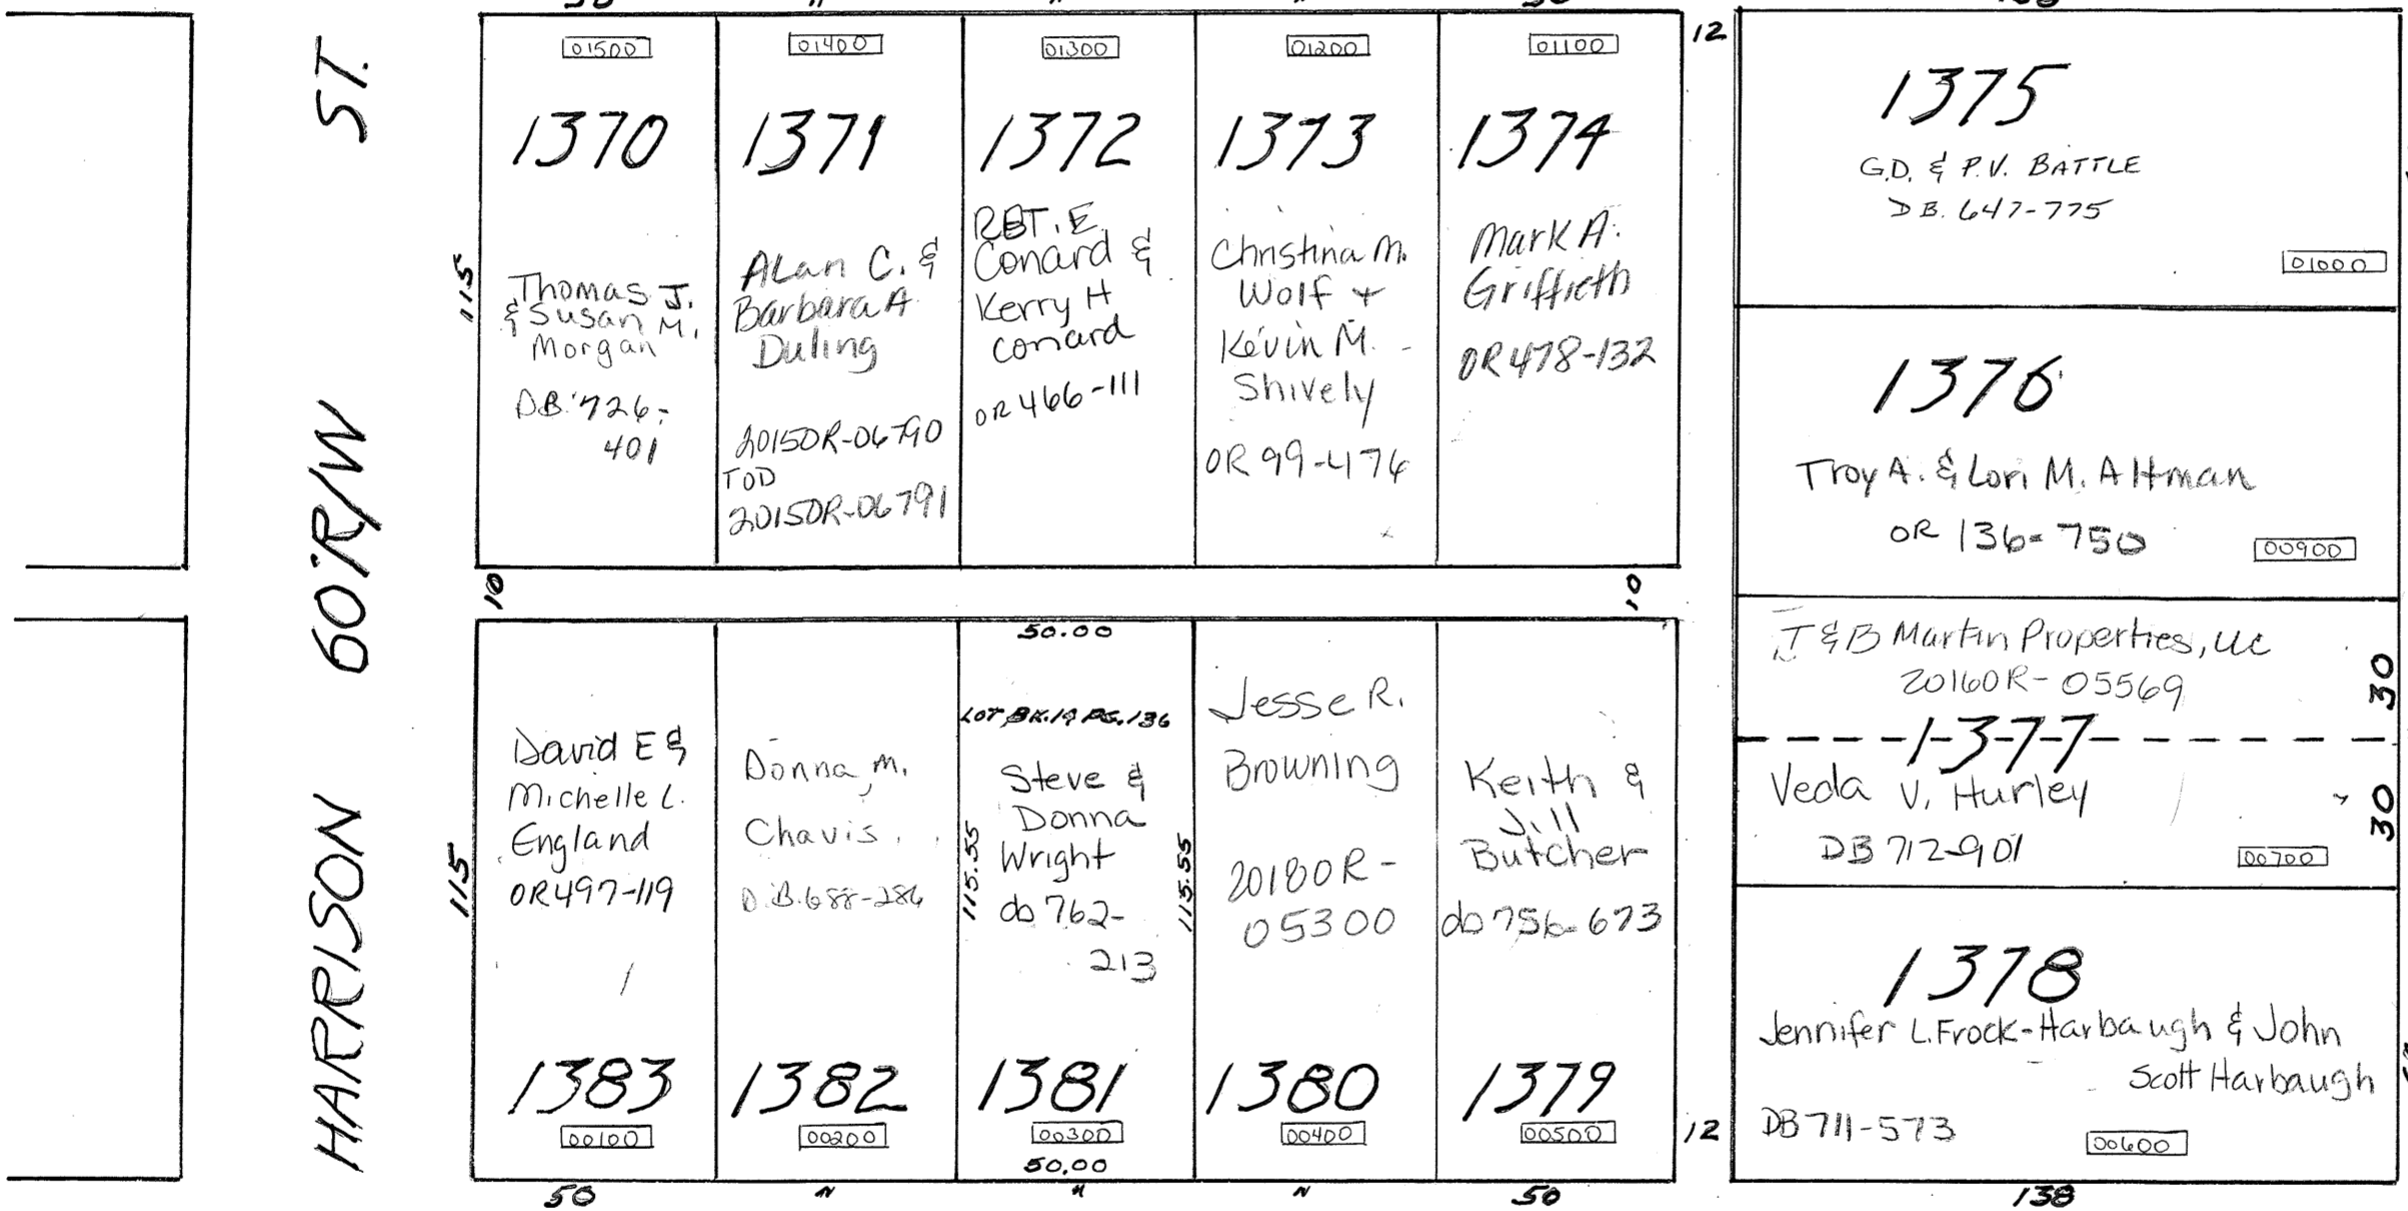 HARRISON 60' R/W ST.
50 " " " 50
01500
1370
Thomas J.
& Susan M.
Morgan
D.B. 726-
401
115
01400
1371
ALan C. &
Barbara A
Duling
2015OR-06790
TOD
2015OR-06791
01300
1372
RBT. E.
Conard &
Kerry H
Conard
OR 466-111
01200
1373
Christina M.
Wolf +
Kevin M.
Shively
OR 99-476
01100
1374
Mark A.
Griffieth
OR 478-132
12
10
10
115
David E &
Michelle L.
England
OR 497-119
1383
00100
50
Donna M.
Chavis
D.B. 688-286
1382
00200
"
50.00
LOT BK. 19 PG. 136
Steve &
Donna
Wright
db 762-
213
115.55
115.55
1381
00300
50.00
"
Jesse R.
Browning
2018OR-
05300
1380
00400
"
Keith &
Jill
Butcher
db 756-673
1379
00500
50
12
138
1375
G.D. & P.V. BATTLE
DB. 647-775
01000
1376
Troy A. & Lori M. Altman
OR 136-750
00900
J & B Martin Properties, LLC
2016OR-05569
30
1377
Veda V. Hurley
30
DB 712-901
00700
1378
Jennifer L. Frock-Harbaugh & John
Scott Harbaugh
DB 711-573
00600
138